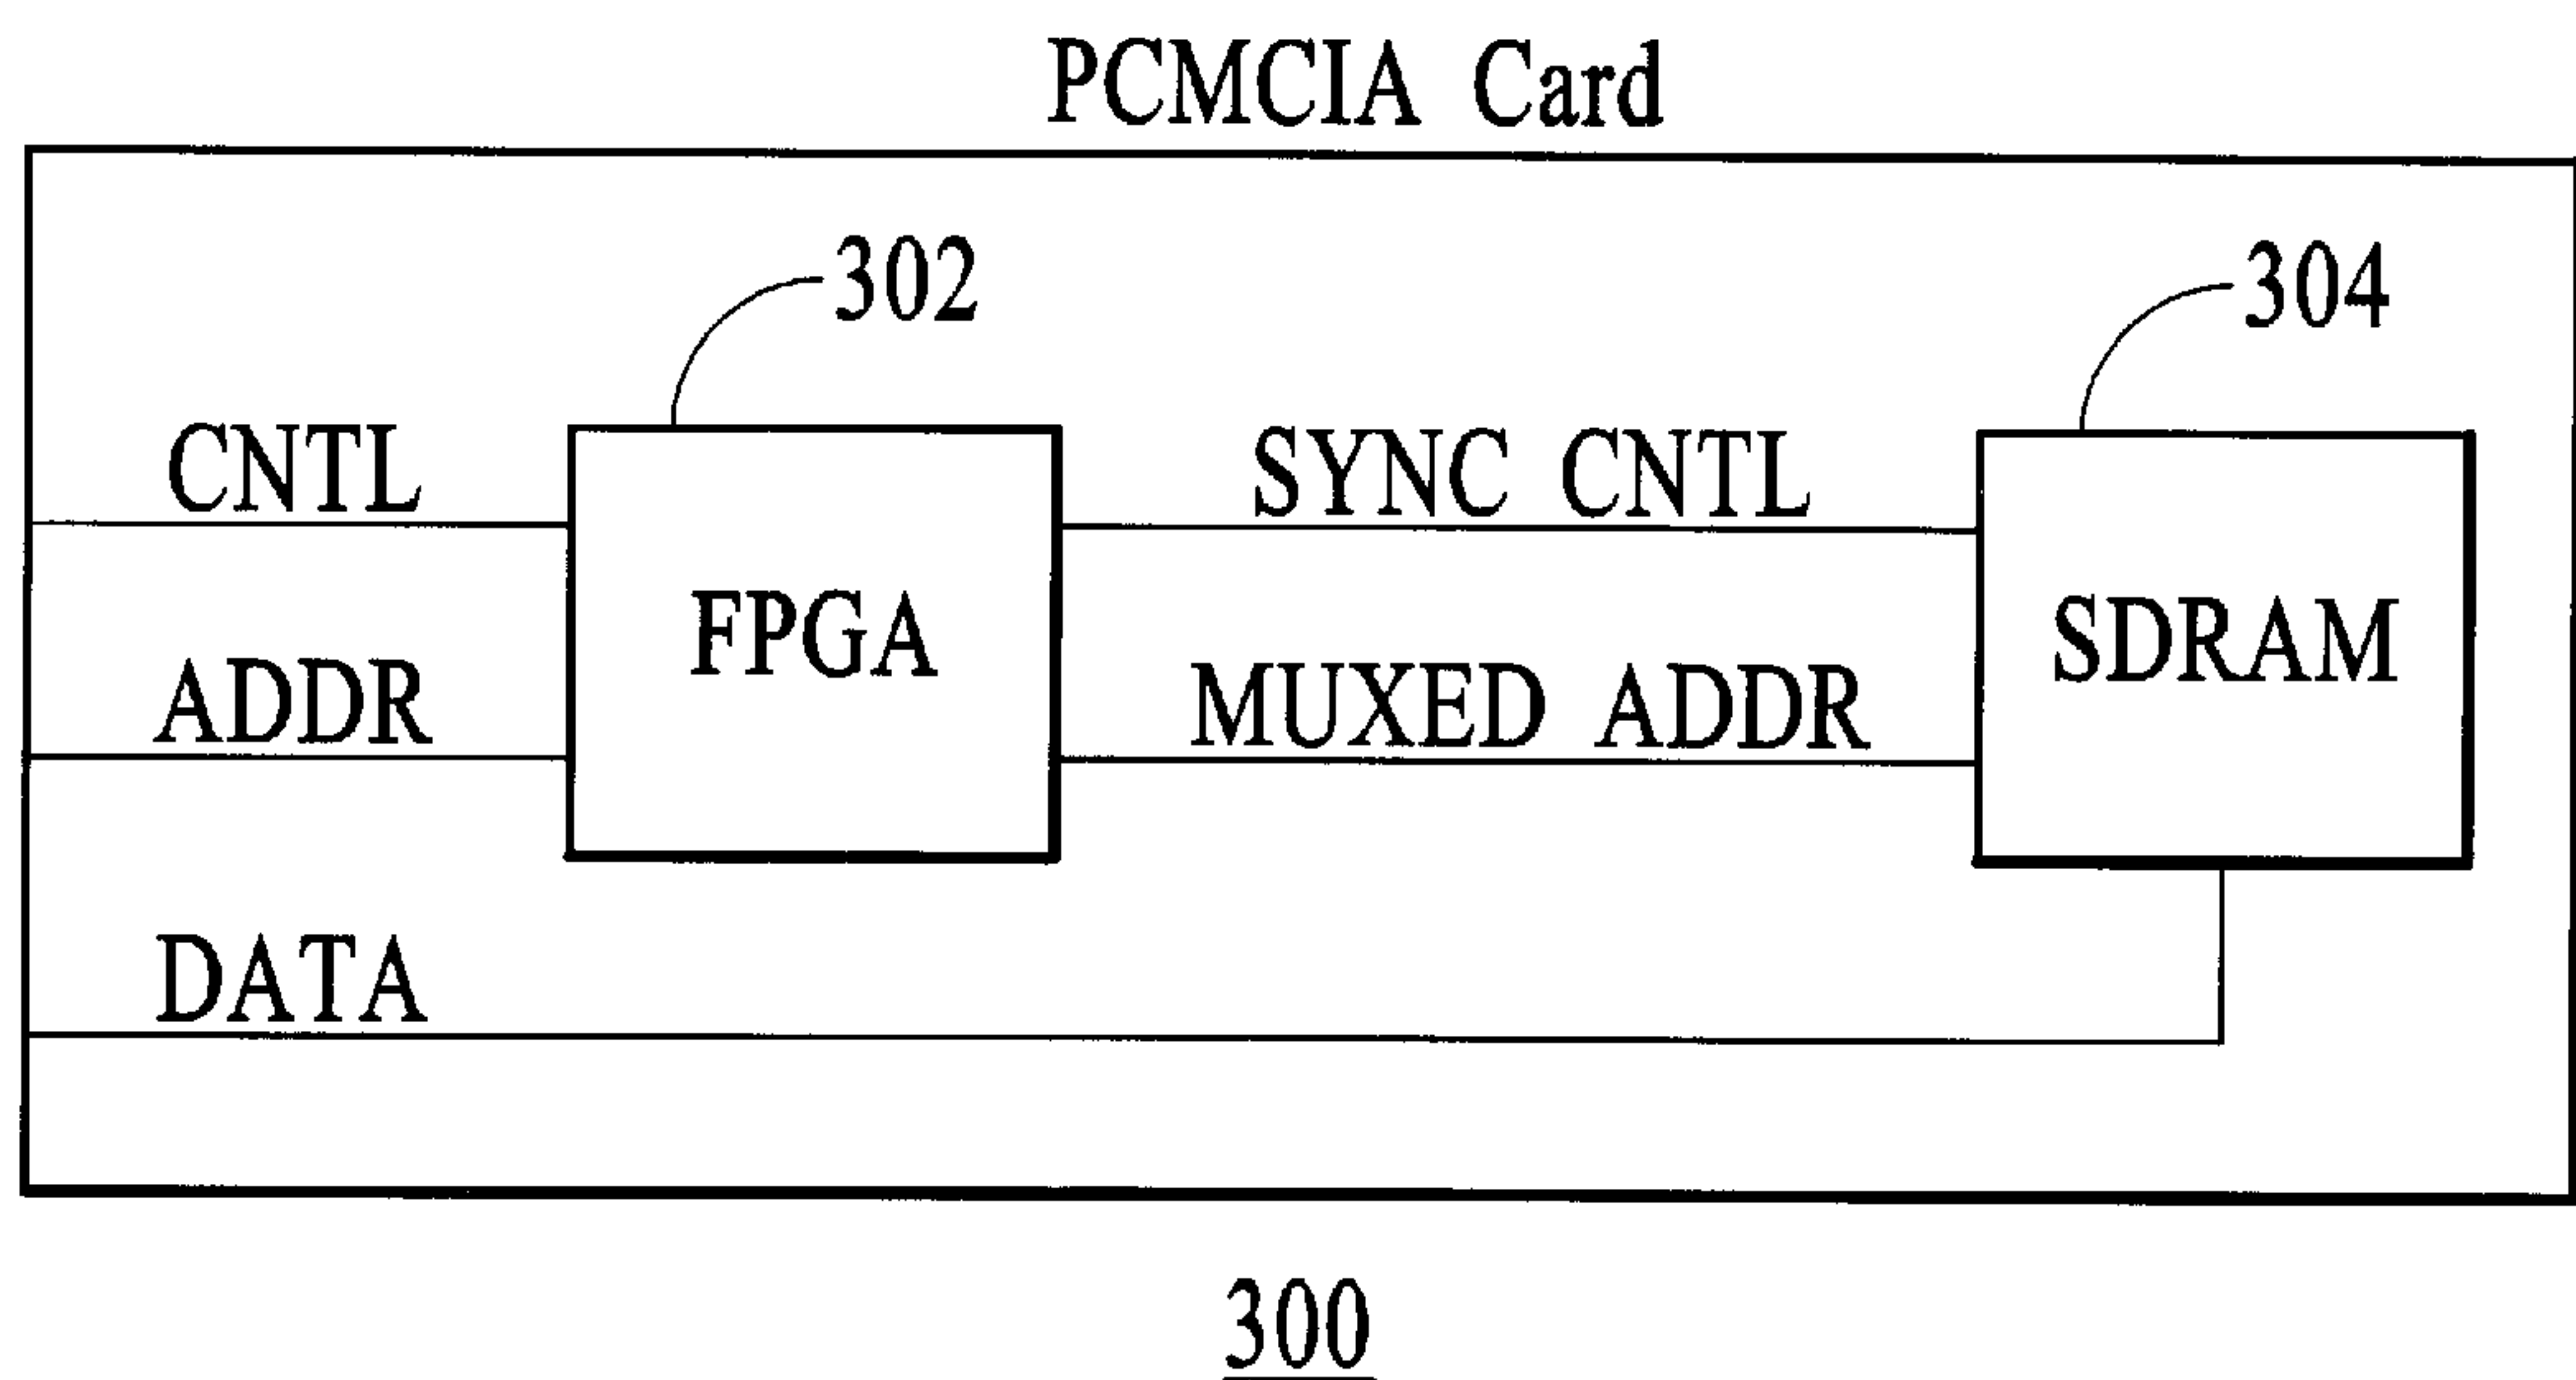 PCMCIA Card
302
304
CNTL
SYNC CNTL
FPGA
SDRAM
ADDR
MUXED ADDR
DATA
300